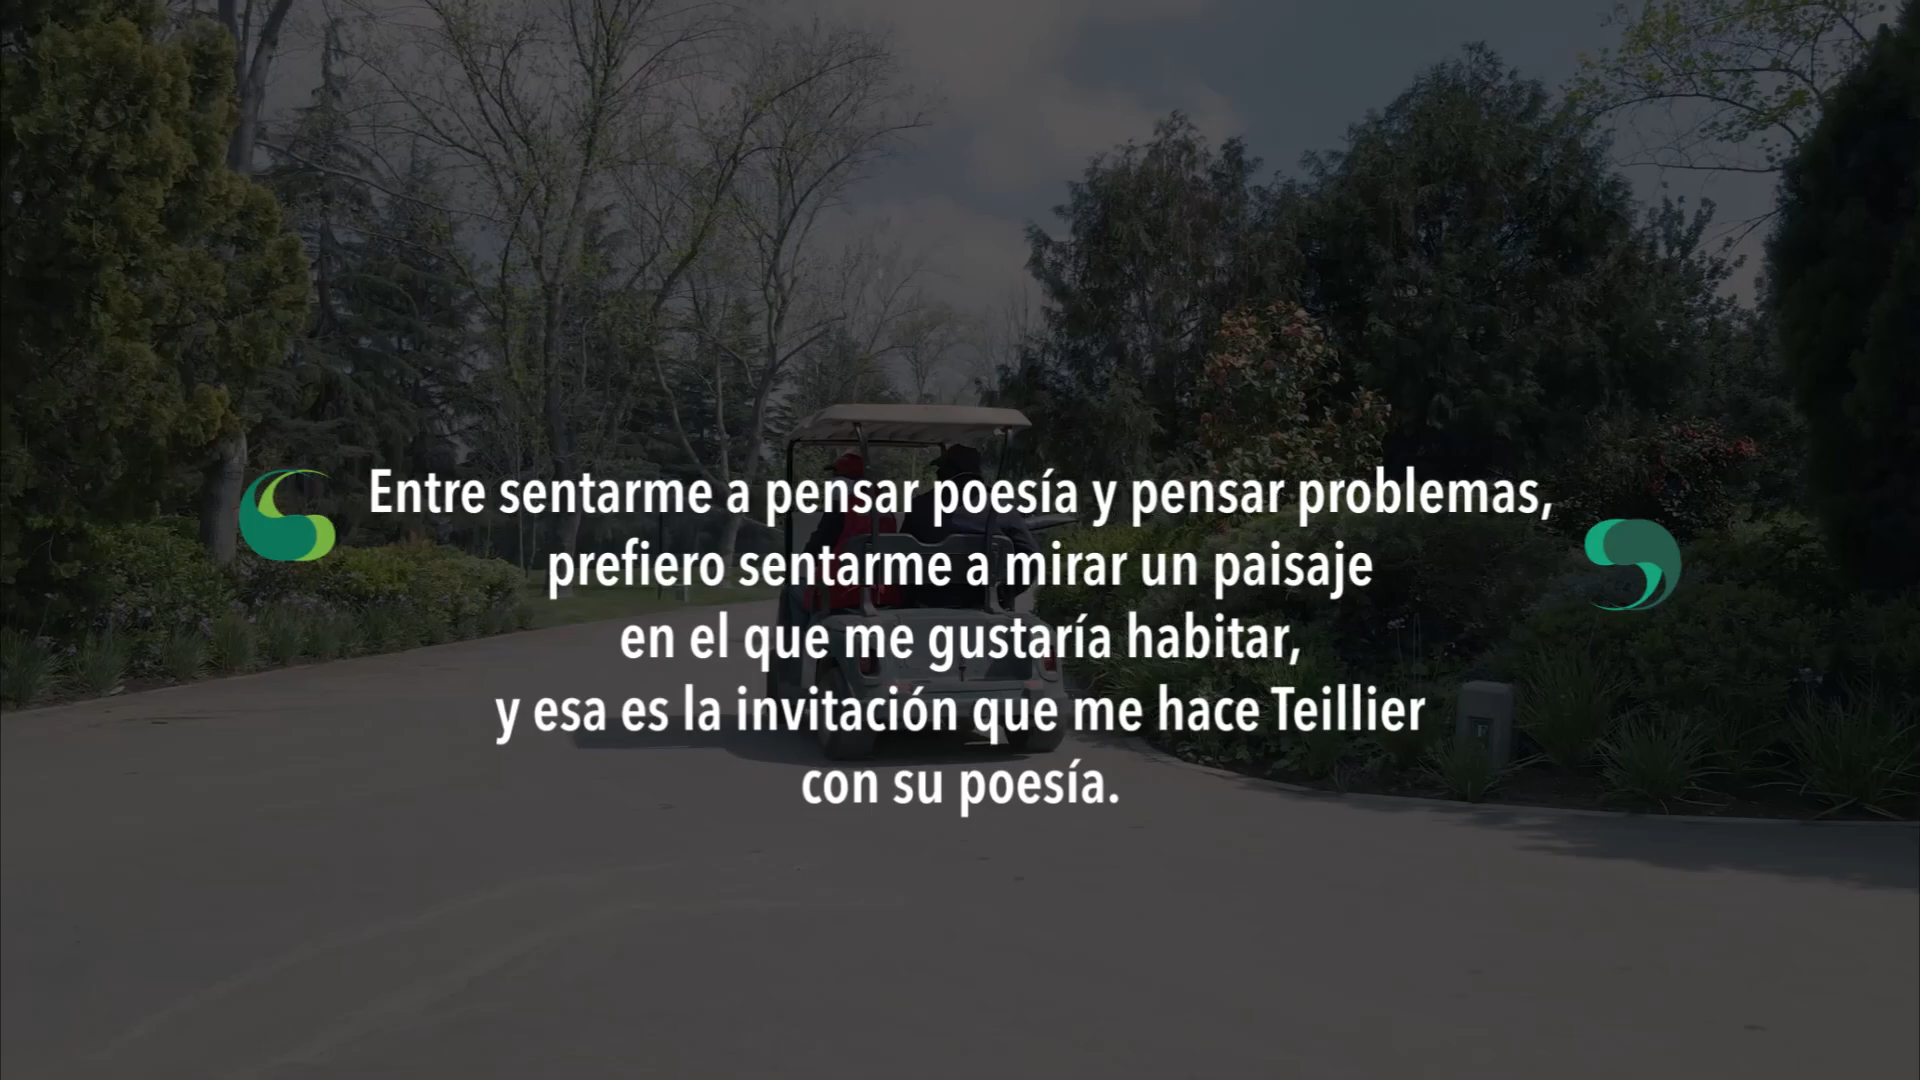 Entre sentarme a pensar poesía y pensar problemas,
prefiero sentarme a mirar un paisaje
en el que me gustaría habitar,
y esa es la invitación que me hace Teillier
con su poesía.